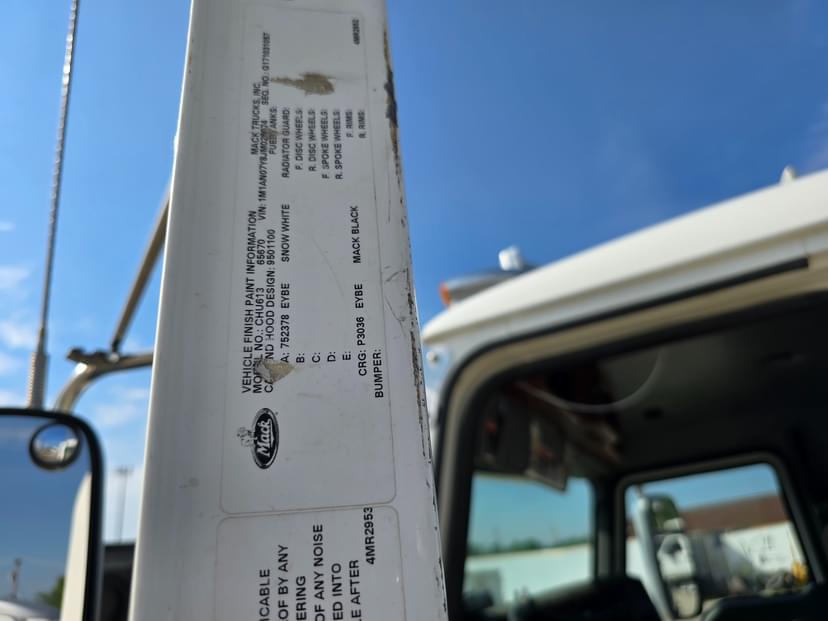 VEHICLE FINISH PAINT INFORMATION MACK TRUCKS, INC.
MODEL NO.: CHU613 65670 VIN: SEQ. NO.:
CAB AND HOOD DESIGN: 9501100 FUEL TANKS:
A: 752378 EYBE SNOW WHITE RADIATOR GUARD:
B: F. DISC WHEELS:
C: R. DISC WHEELS:
D: F. SPOKE WHEELS:
E: R. SPOKE WHEELS:
CRG: P3036 EYBE MACK BLACK F. RIMS:
BUMPER: R. RIMS: 4MR2952
Mack
ICABLE
OF BY ANY
ERING
OF ANY NOISE
ED INTO
E AFTER
4MR2953